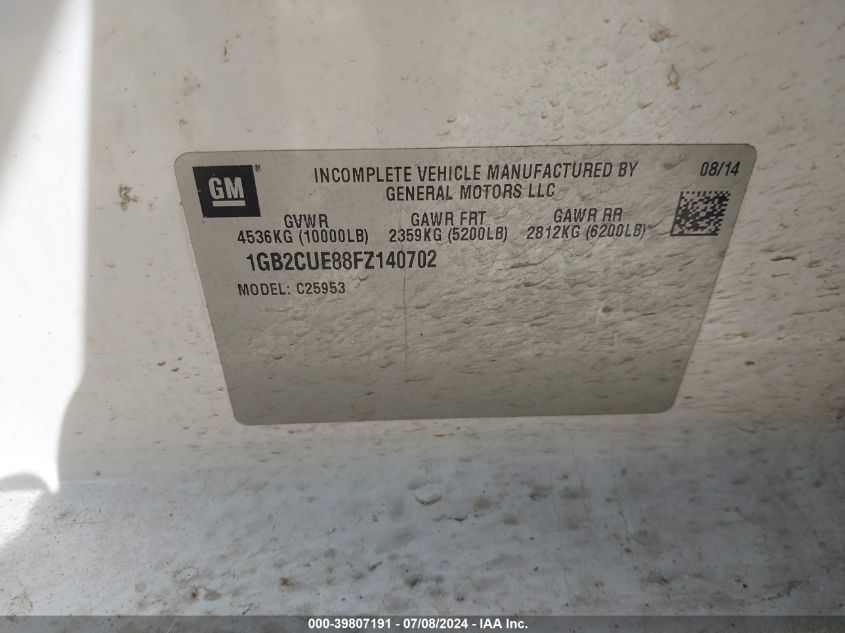 GM®
INCOMPLETE VEHICLE MANUFACTURED BY
GENERAL MOTORS LLC
08/14
GVWR GAWR FRT GAWR RR
4536KG (10000LB) 2359KG (5200LB) 2812KG (6200LB)
1GB2CUE88FZ140702
MODEL: C25953
000-39807191 - 07/08/2024 - IAA Inc.